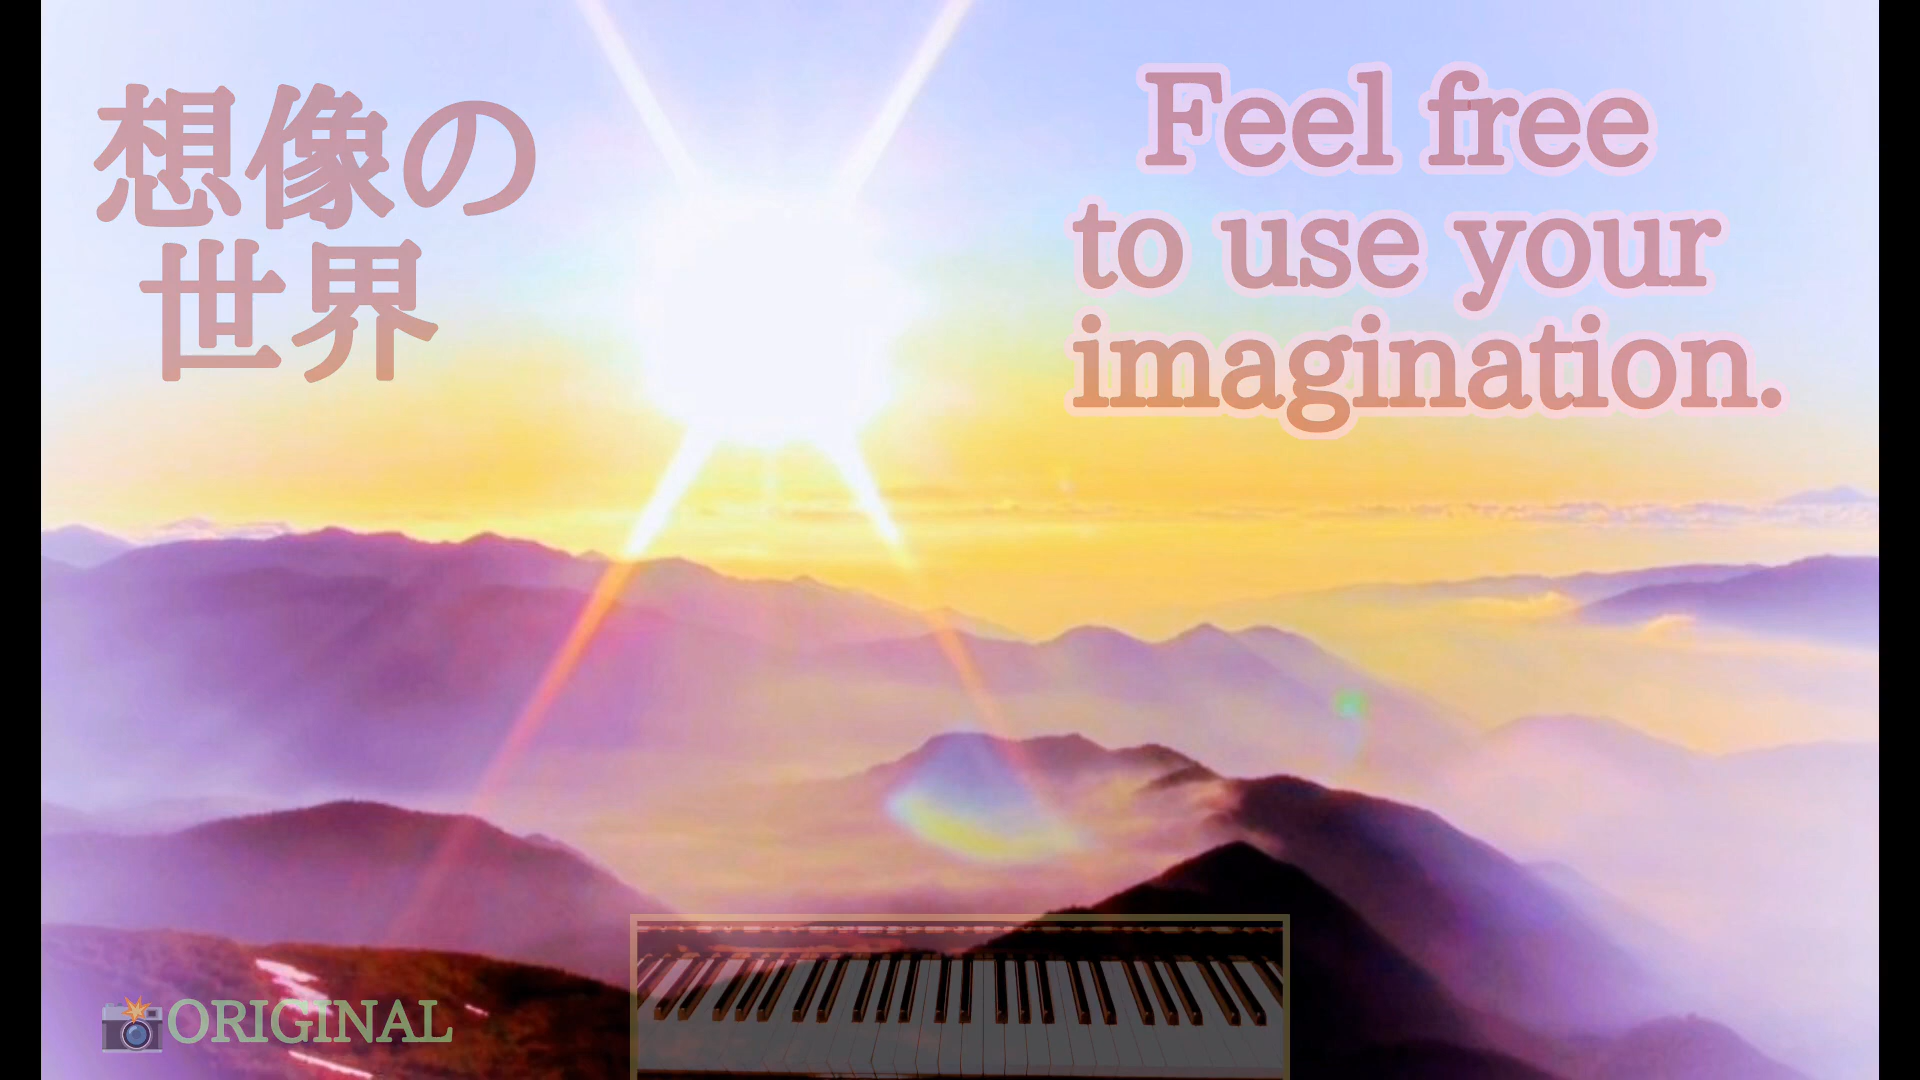 想像の
世界
Feel free
to use your
imagination.
ORIGINAL